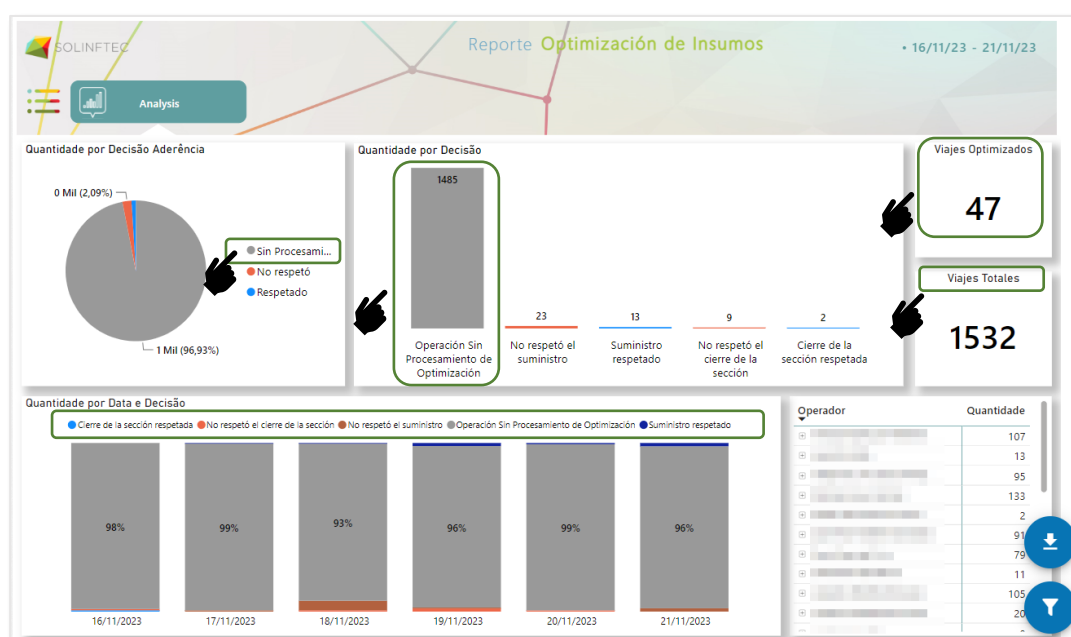 SOLINFTEC
Reporte Optimización de Insumos
• 16/11/23 - 21/11/23
Analysis
Quantidade por Decisão Aderência
0 Mil (2,09%)
1 Mil (96,93%)
Sin Procesami...
No respetó
Respetado
Quantidade por Decisão
1485
23
13
9
2
Operación Sin
Procesamiento de
Optimización
No respetó el
suministro
Suministro
respetado
No respetó el
cierre de la
sección
Cierre de la
sección respetada
Viajes Optimizados
47
Viajes Totales
1532
Quantidade por Data e Decisão
Cierre de la sección respetada No respetó el cierre de la sección No respetó el suministro Operación Sin Procesamiento de Optimización Suministro respetado
98%
99%
93%
96%
99%
96%
16/11/2023
17/11/2023
18/11/2023
19/11/2023
20/11/2023
21/11/2023
Operador Quantidade
107
13
95
133
2
91
79
11
105
20